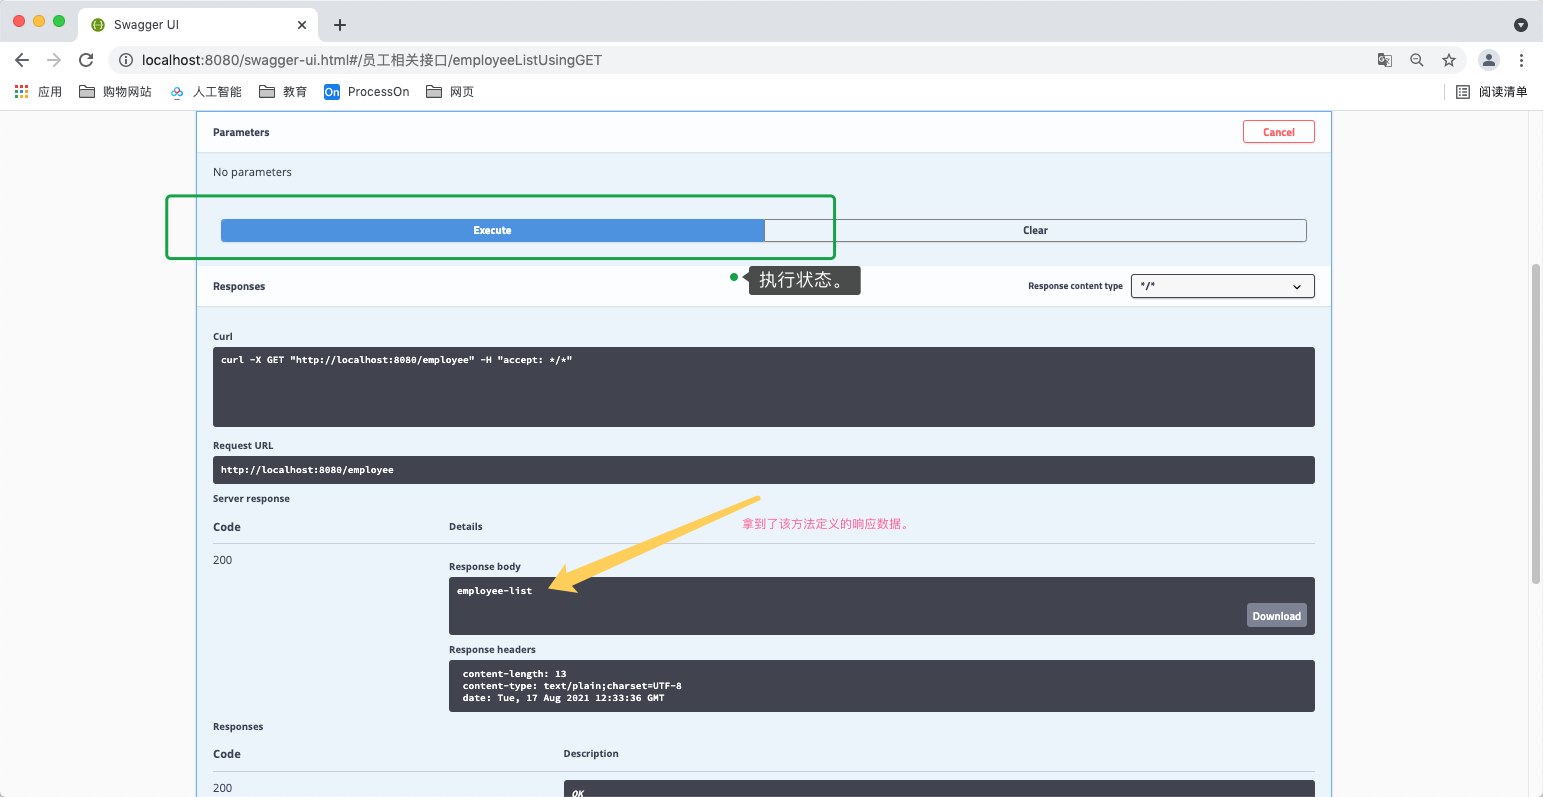 Swagger UI
localhost:8080/swagger-ui.html#/员工相关接口/employeeListUsingGET
应用 购物网站 人工智能 教育 On ProcessOn 网页 阅读清单
Parameters Cancel
No parameters
Execute Clear
执行状态。
Responses Response content type */*
Curl
curl -X GET "http://localhost:8080/employee" -H "accept: */*"
Request URL
http://localhost:8080/employee
Server response
Code Details
拿到了该方法定义的响应数据。
200
Response body
employee-list
Download
Response headers
content-length: 13
content-type: text/plain;charset=UTF-8
date: Tue, 17 Aug 2021 12:33:36 GMT
Responses
Code Description
200
OK